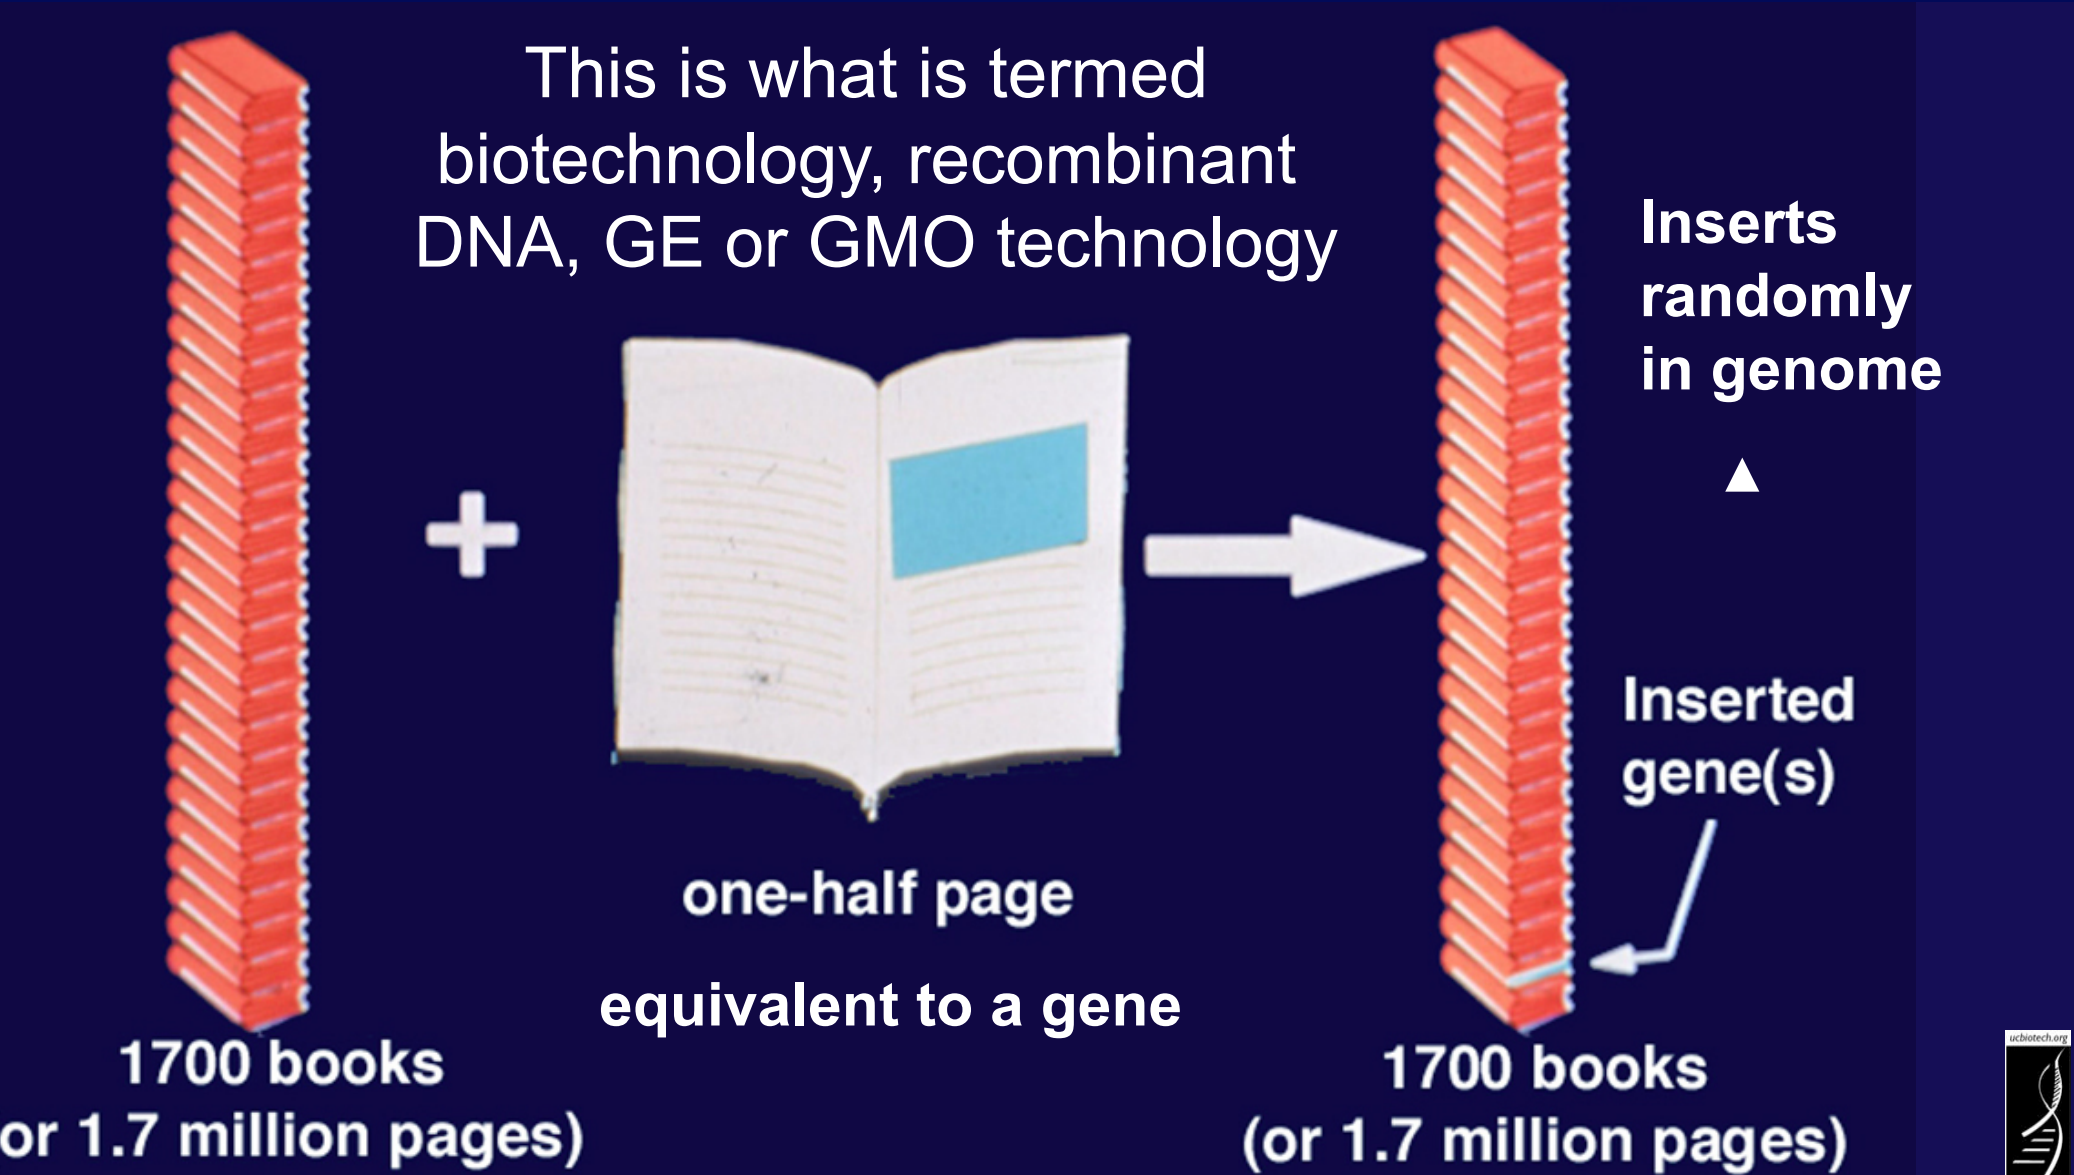 This is what is termed
biotechnology, recombinant
DNA, GE or GMO technology
Inserts
randomly
in genome
Inserted
gene(s)
one-half page
equivalent to a gene
1700 books
or 1.7 million pages)
1700 books
(or 1.7 million pages)
ucbiotech.org